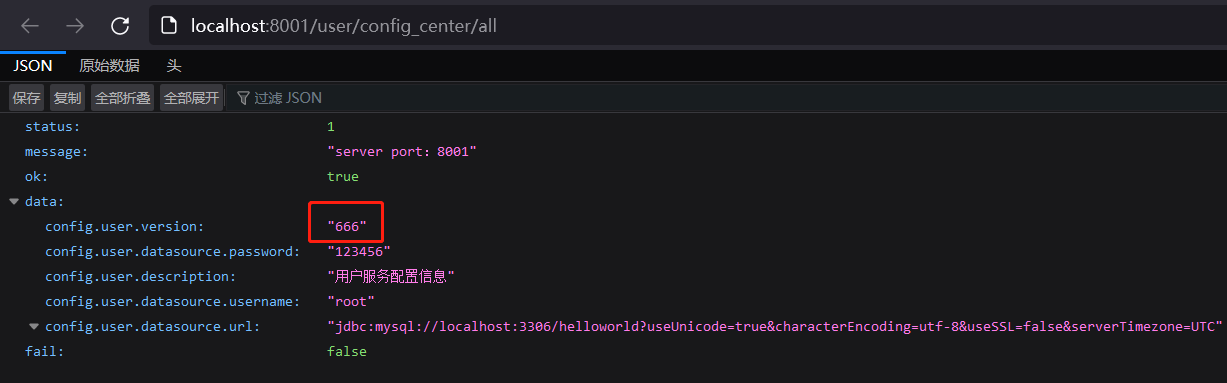 localhost:8001/user/config_center/all
JSON 原始数据 头
保存 复制 全部折叠 全部展开 过滤 JSON
status: 1
message: "server port: 8001"
ok: true
data:
config.user.version: "666"
config.user.datasource.password: "123456"
config.user.description: "用户服务配置信息"
config.user.datasource.username: "root"
config.user.datasource.url: "jdbc:mysql://localhost:3306/helloworld?useUnicode=true&characterEncoding=utf-8&useSSL=false&serverTimezone=UTC"
fail: false